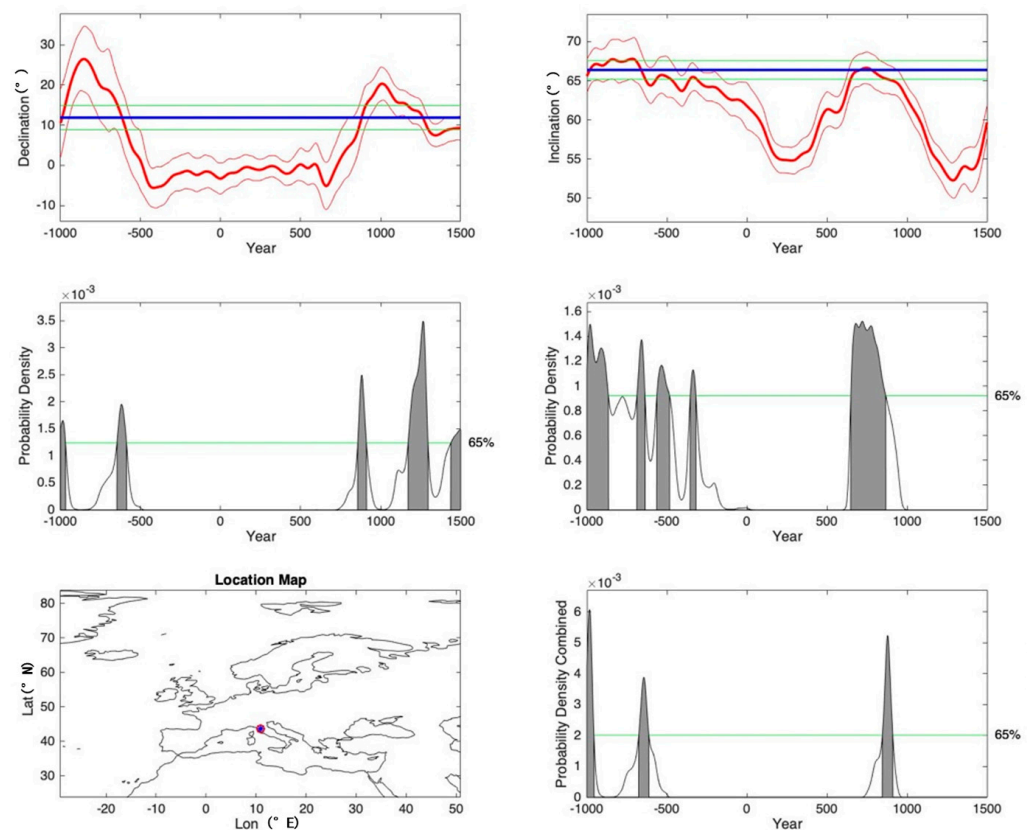 30
20
10
0
-10
Declination (°)
-1000 -500 0 500 1000 1500
Year
70
65
60
55
50
Inclination (°)
-1000 -500 0 500 1000 1500
Year
×10⁻³
3.5
3
2.5
2
1.5
1
0.5
0
Probability Density
65%
-1000 -500 0 500 1000 1500
Year
×10⁻³
1.6
1.4
1.2
1
0.8
0.6
0.4
0.2
0
Probability Density
65%
-1000 -500 0 500 1000 1500
Year
Location Map
80
70
60
50
40
30
Lat (° N)
-20 -10 0 10 20 30 40 50
Lon (° E)
×10⁻³
6
5
4
3
2
1
0
Probability Density Combined
65%
-1000 -500 0 500 1000 1500
Year